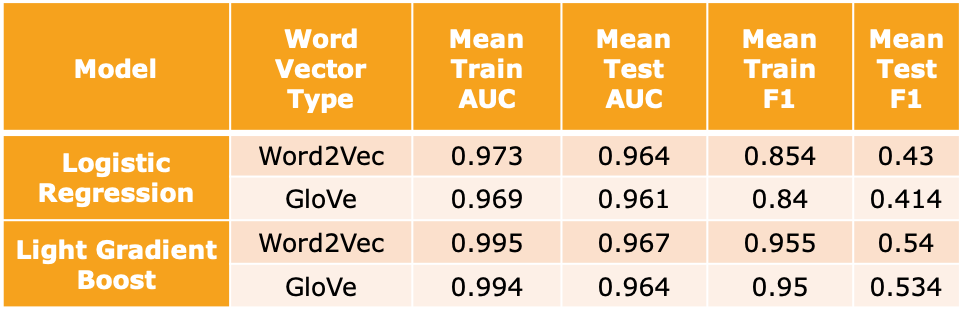 Model Word Vector Type Mean Train AUC Mean Test AUC Mean Train F1 Mean Test F1
Logistic Regression Word2Vec 0.973 0.964 0.854 0.43
GloVe 0.969 0.961 0.84 0.414
Light Gradient Boost Word2Vec 0.995 0.967 0.955 0.54
GloVe 0.994 0.964 0.95 0.534